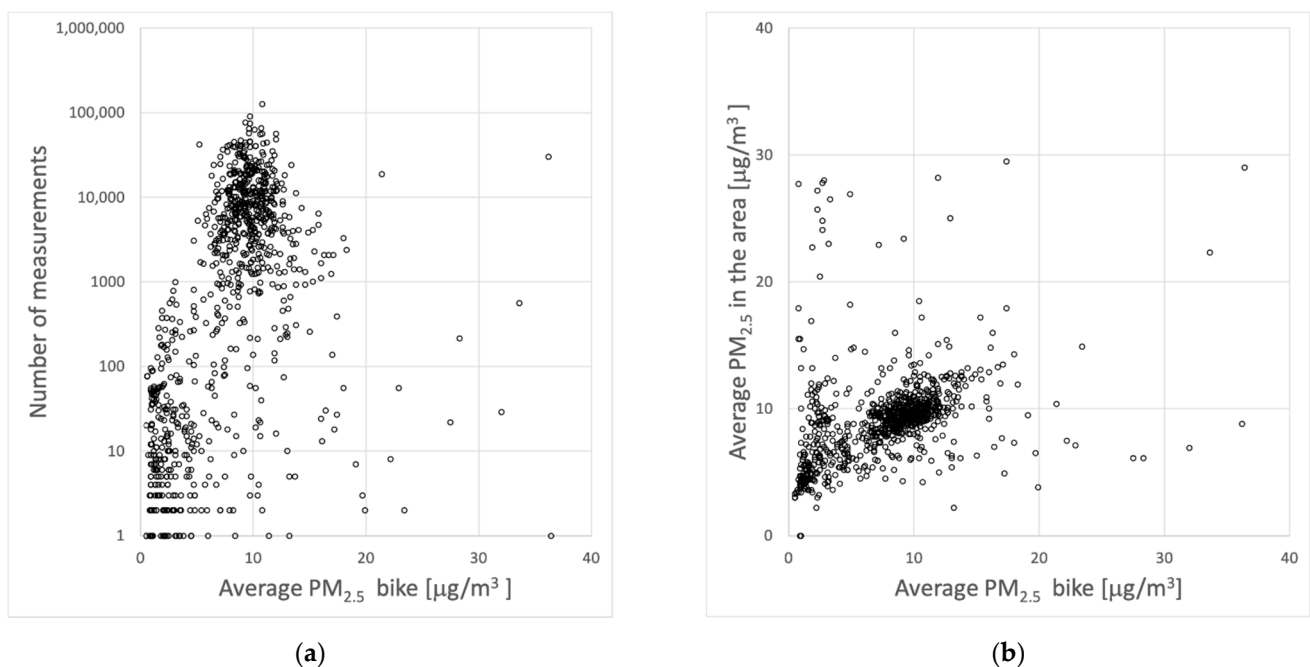 1,000,000
100,000
10,000
1000
100
10
1
Number of measurements
0 10 20 30 40
Average PM2.5 bike [µg/m³ ]
(a)
40
30
20
10
0
Average PM2.5 in the area [µg/m³ ]
0 10 20 30 40
Average PM2.5 bike [µg/m³]
(b)